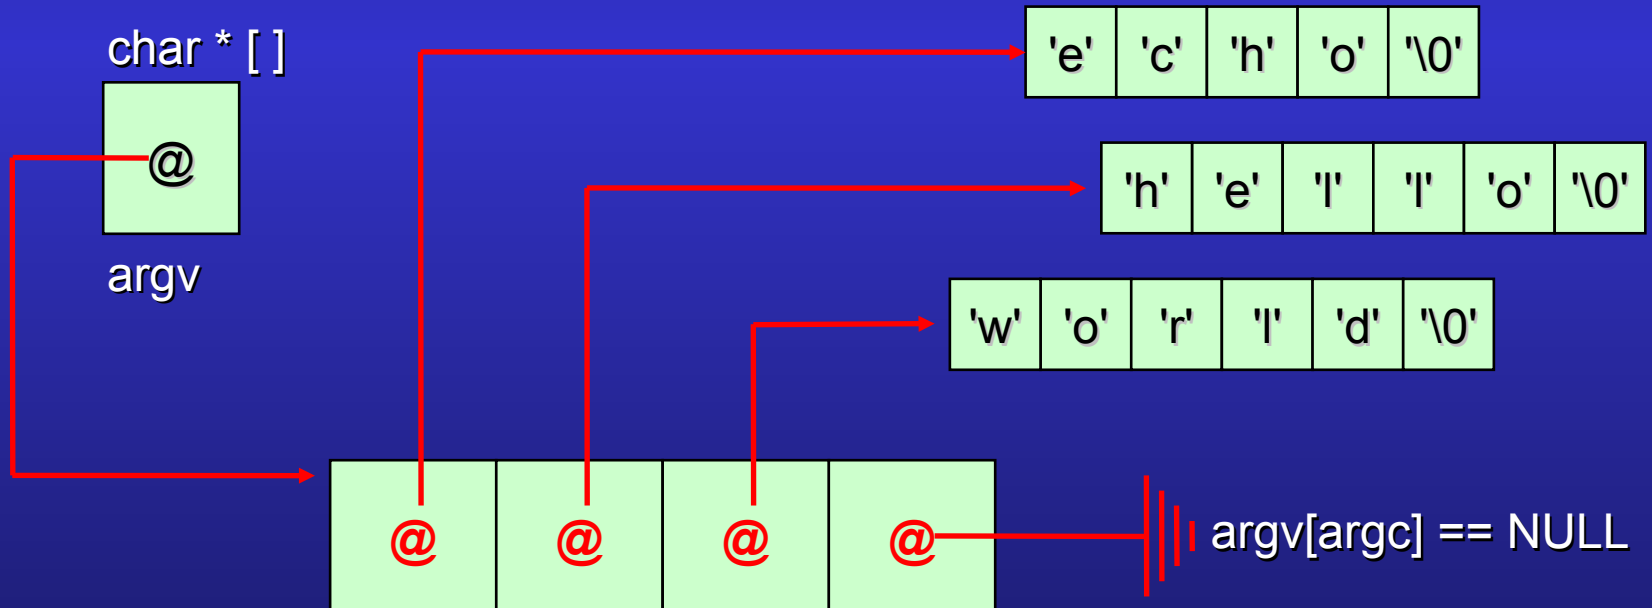 char * [ ]
@
argv
'e' 'c' 'h' 'o' '\0'
'h' 'e' 'l' 'l' 'o' '\0'
'w' 'o' 'r' 'l' 'd' '\0'
@ @ @ @
argv[argc] == NULL